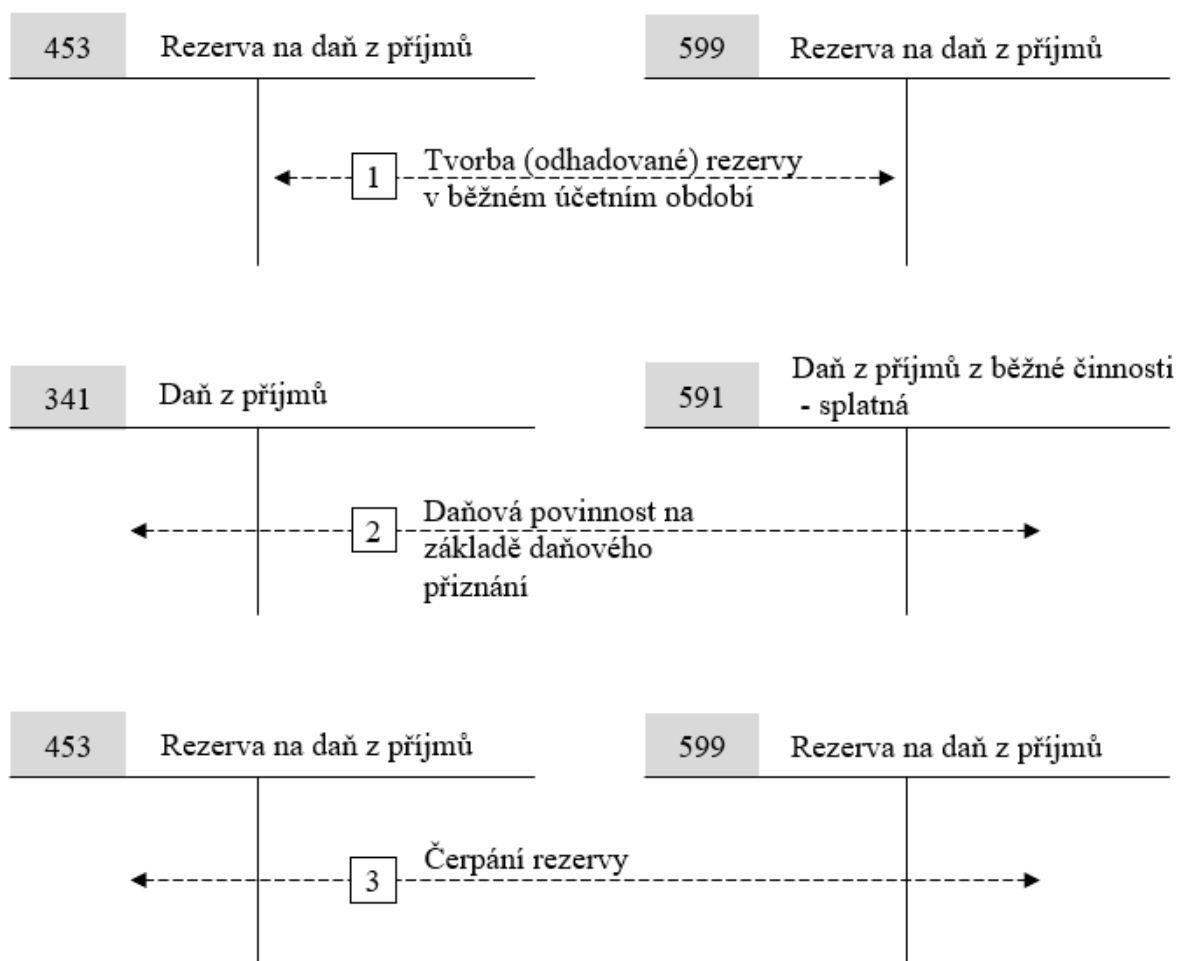 453 Rezerva na daň z příjmů
599 Rezerva na daň z příjmů
1 Tvorba (odhadované) rezervy
v běžném účetním období
341 Daň z příjmů
591 Daň z příjmů z běžné činnosti
- splatná
2 Daňová povinnost na
základě daňového
přiznání
453 Rezerva na daň z příjmů
599 Rezerva na daň z příjmů
3 Čerpání rezervy